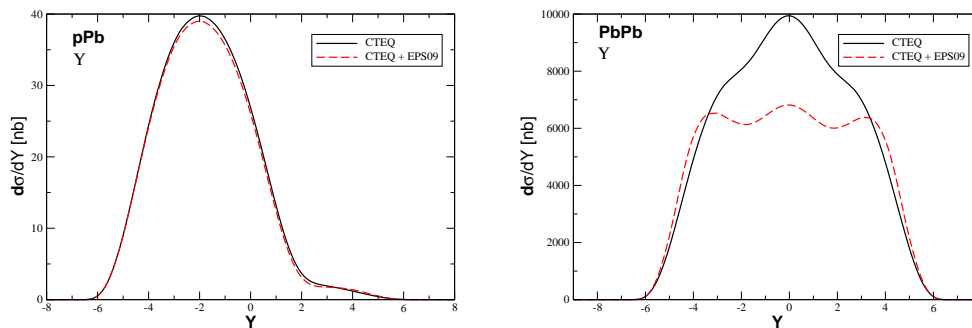 pPb
ϒ
CTEQ
CTEQ + EPS09
dσ/dY [nb]
40
30
20
10
0
-8 -6 -4 -2 0 2 4 6 8
Y
PbPb
ϒ
CTEQ
CTEQ + EPS09
dσ/dY [nb]
10000
8000
6000
4000
2000
0
-8 -6 -4 -2 0 2 4 6
Y